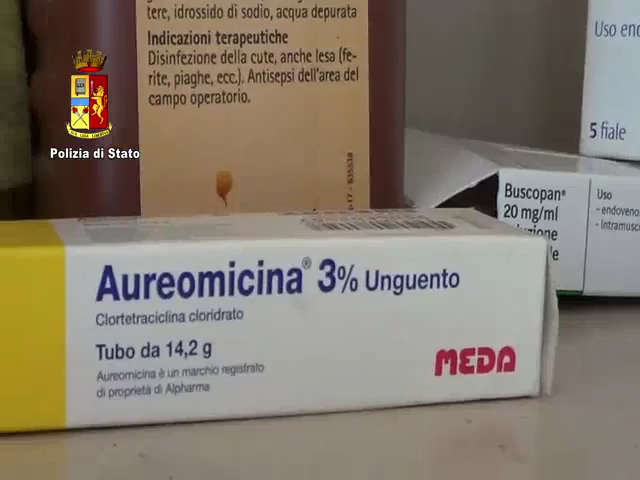 tere, idrossido di sodio, acqua depurata
Indicazioni terapeutiche
Disinfezione della cute, anche lesa (fe-
rite, piaghe, ecc.). Antisepsi dell'area del
campo operatorio.
Polizia di Stato
Uso
5 fiale
Buscopan®
20 mg/ml
Uso
- endoveno
- intramusc
Aureomicina® 3% Unguento
Clortetraciclina cloridrato
Tubo da 14,2 g
Aureomicina è un marchio registrato
di proprietà di Alpharma
MEDA